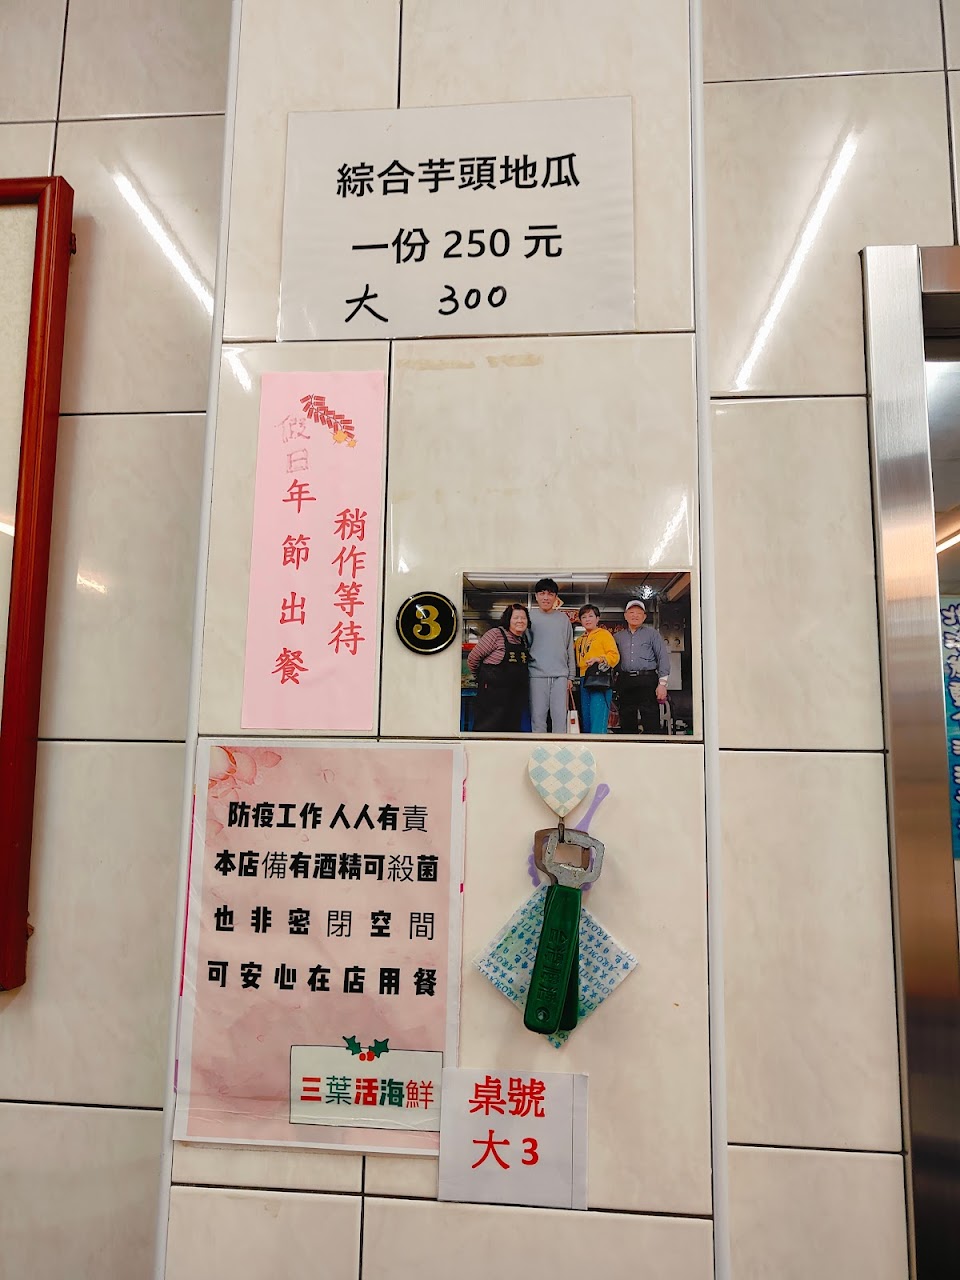 綜合芋頭地瓜
一份 250 元
大 300
假日年節出餐
稍作等待
3
防疫工作人人有責
本店備有酒精可殺菌
也非密閉空間
可安心在店用餐
三葉活海鮮
桌號
大 3